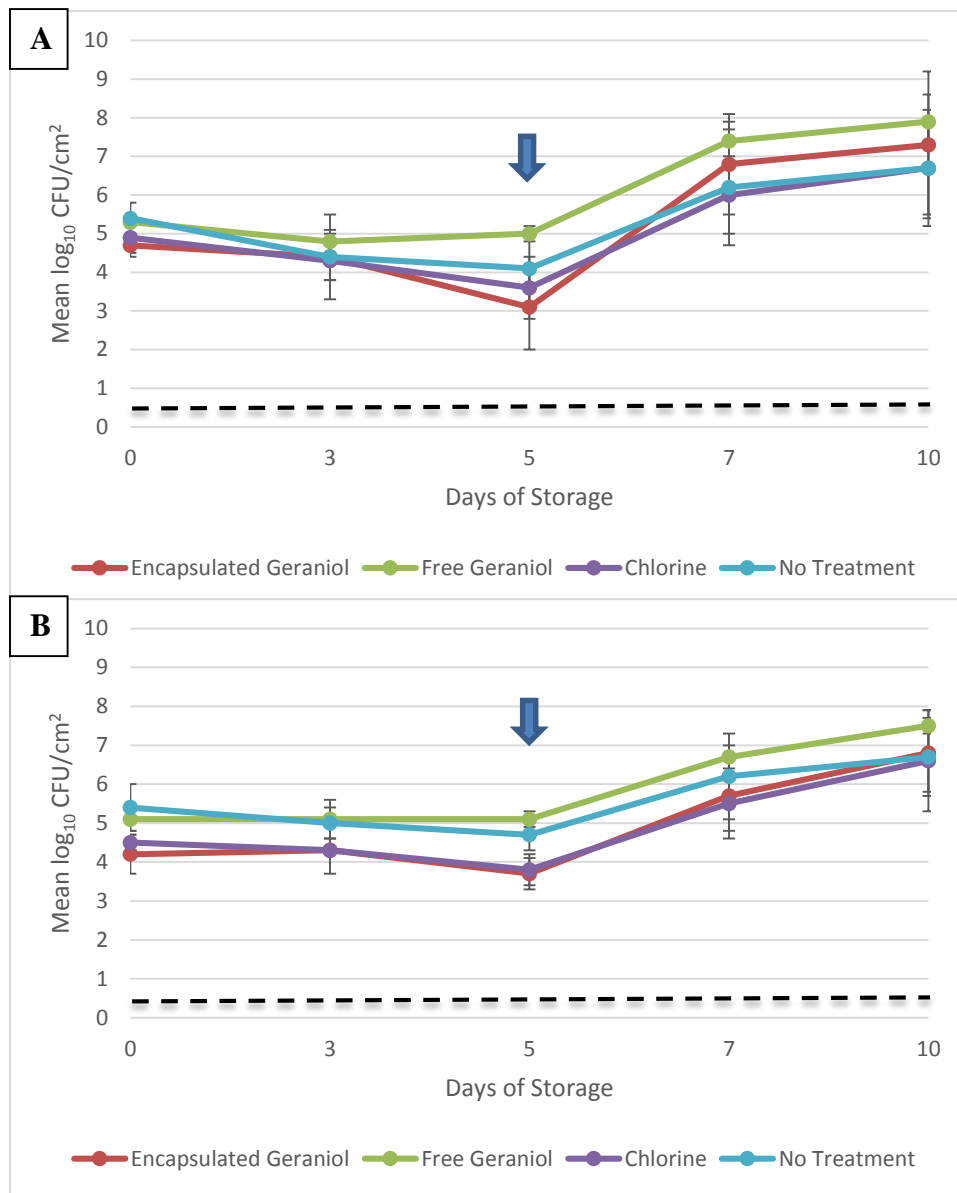 A
10
9
8
7
6
5
4
3
2
1
0
Mean log10 CFU/cm2
0 3 5 7 10
Days of Storage
Encapsulated Geraniol Free Geraniol Chlorine No Treatment
B
10
9
8
7
6
5
4
3
2
1
0
Mean log10 CFU/cm2
0 3 5 7 10
Days of Storage
Encapsulated Geraniol Free Geraniol Chlorine No Treatment